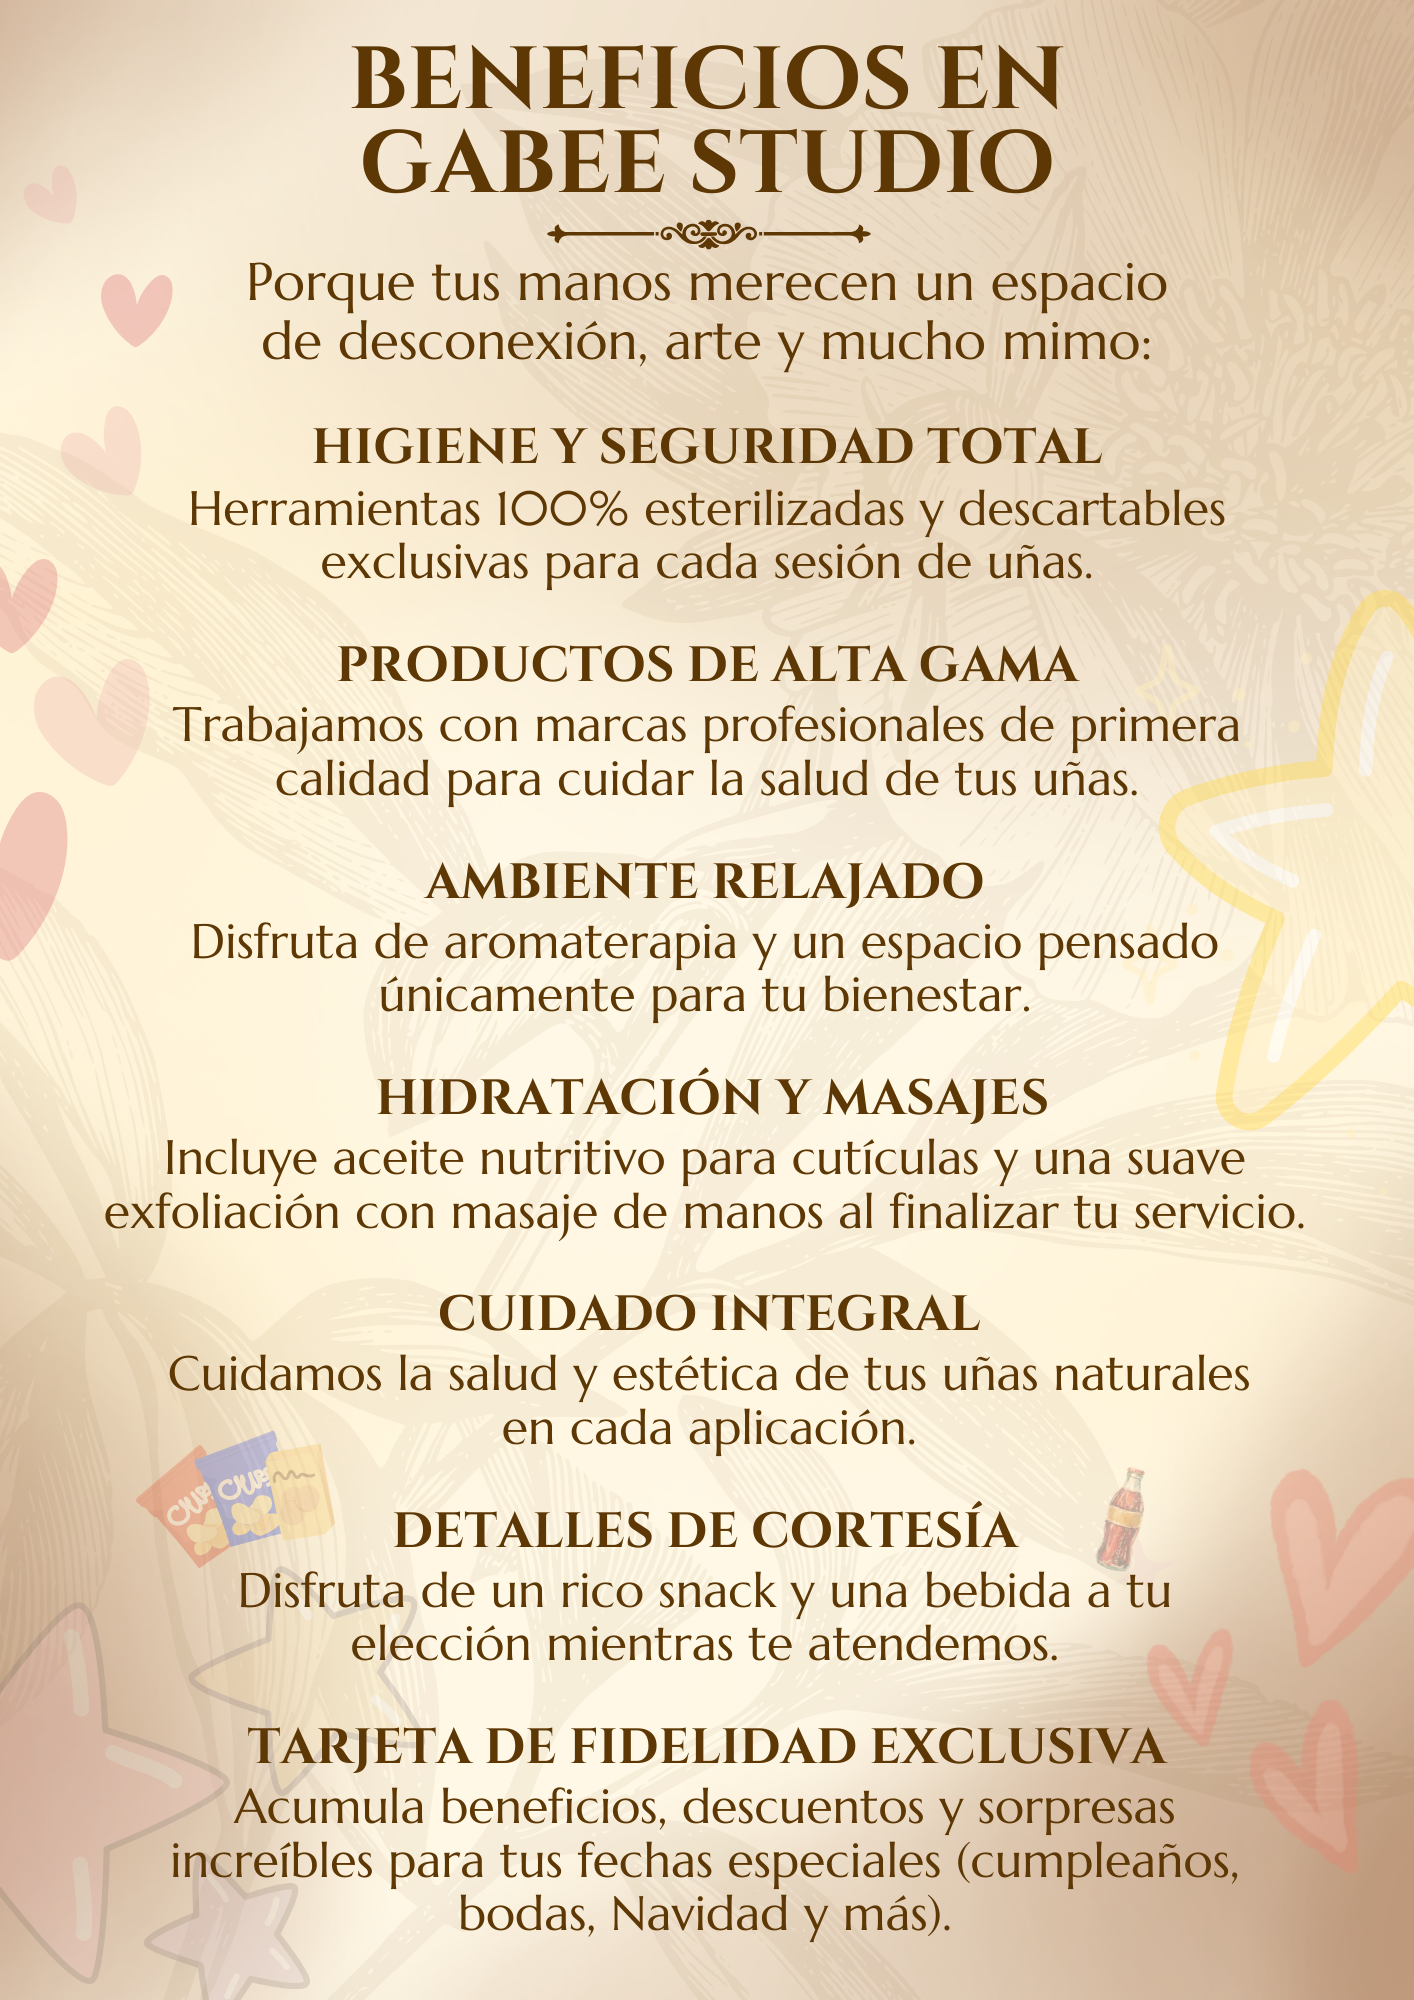 BENEFICIOS EN
GABEE STUDIO
Porque tus manos merecen un espacio
de desconexión, arte y mucho mimo:
HIGIENE Y SEGURIDAD TOTAL
Herramientas 100% esterilizadas y descartables
exclusivas para cada sesión de uñas.
PRODUCTOS DE ALTA GAMA
Trabajamos con marcas profesionales de primera
calidad para cuidar la salud de tus uñas.
AMBIENTE RELAJADO
Disfruta de aromaterapia y un espacio pensado
únicamente para tu bienestar.
HIDRATACIÓN Y MASAJES
Incluye aceite nutritivo para cutículas y una suave
exfoliación con masaje de manos al finalizar tu servicio.
CUIDADO INTEGRAL
Cuidamos la salud y estética de tus uñas naturales
en cada aplicación.
DETALLES DE CORTESÍA
Disfruta de un rico snack y una bebida a tu
elección mientras te atendemos.
TARJETA DE FIDELIDAD EXCLUSIVA
Acumula beneficios, descuentos y sorpresas
increíbles para tus fechas especiales (cumpleaños,
bodas, Navidad y más).